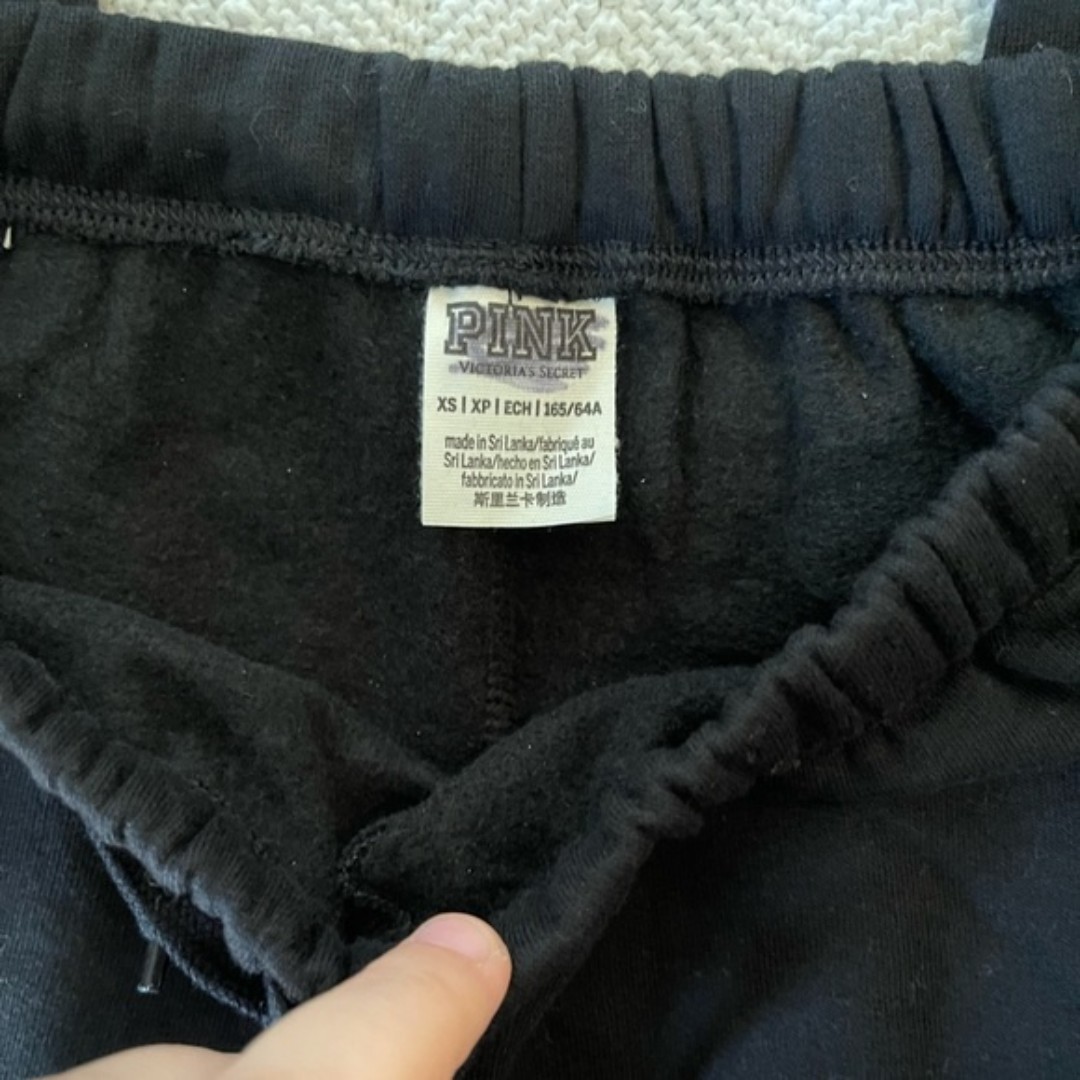 PINK
VICTORIA'S SECRET
XS | XP | ECH | 165/64A
made in Sri Lanka/fabriqué au
Sri Lanka/hecho en Sri Lanka/
fabbricato in Sri Lanka/
斯里兰卡制造